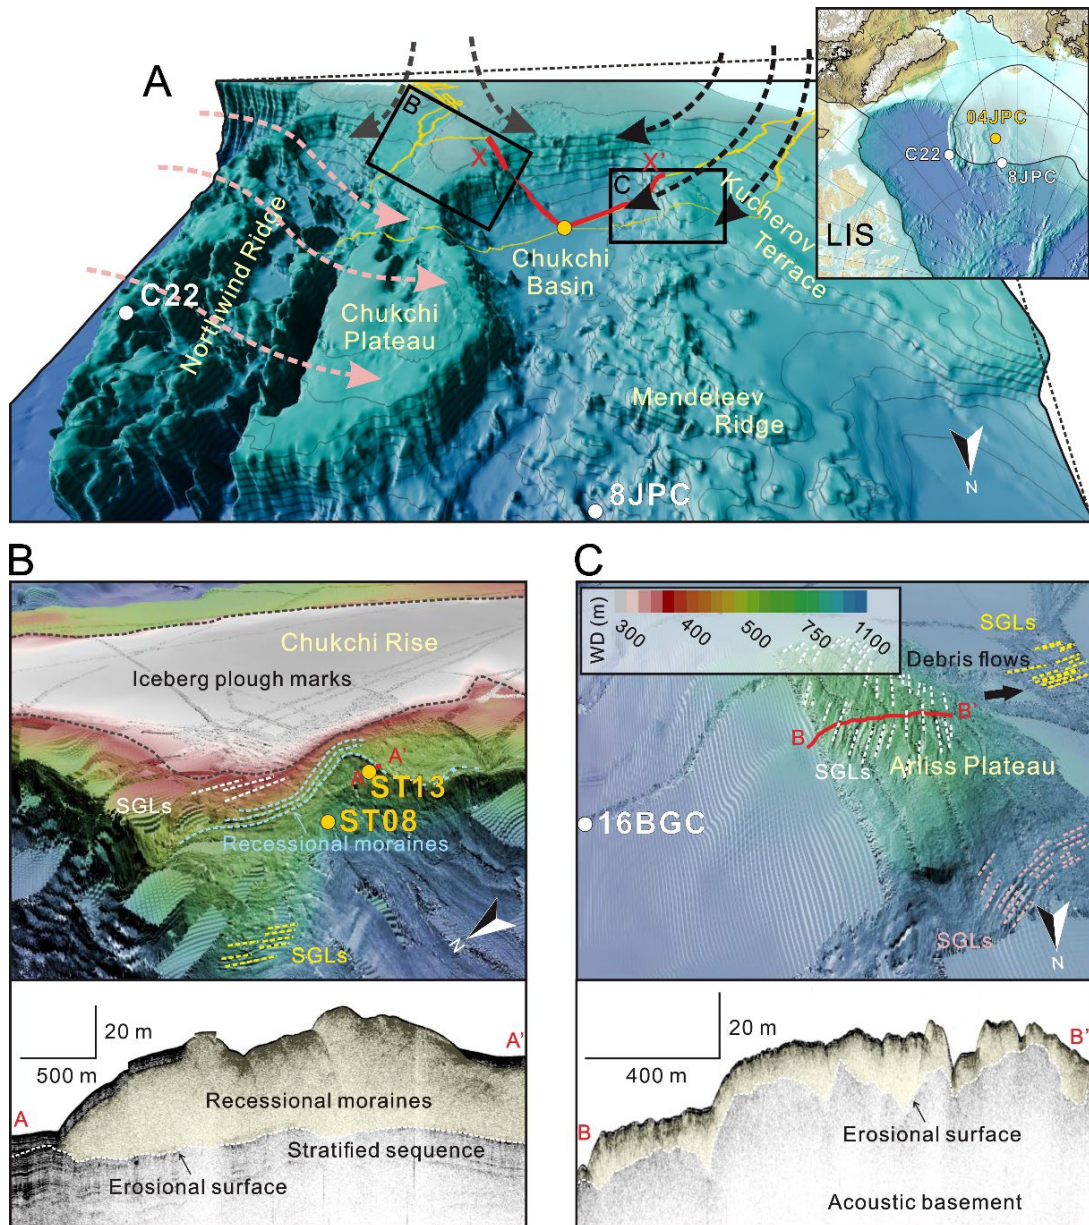 A
B
X
X'
C
Kucherov
Terrace
Northwind Ridge
C22
Chukchi
Basin
Chukchi
Plateau
Mendeleev
Ridge
8JPC
N
04JPC
C22
8JPC
LIS
B
Chukchi Rise
Iceberg plough marks
SGLs
A
A'
ST13
ST08
Recessional moraines
SGLs
N
20 m
500 m
A
A'
Recessional moraines
Stratified sequence
Erosional surface
C
WD (m)
300
400
500
750
1100
SGLs
Debris flows
B
B'
SGLs
Arliss Plateau
16BGC
SGLs
N
20 m
400 m
B
B'
Erosional surface
Acoustic basement